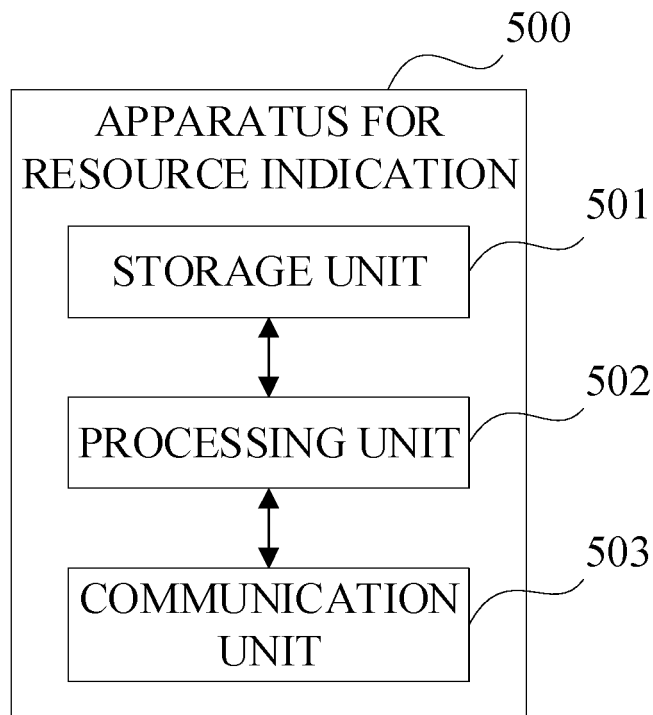 500
APPARATUS FOR
RESOURCE INDICATION
501
STORAGE UNIT
502
PROCESSING UNIT
503
COMMUNICATION
UNIT